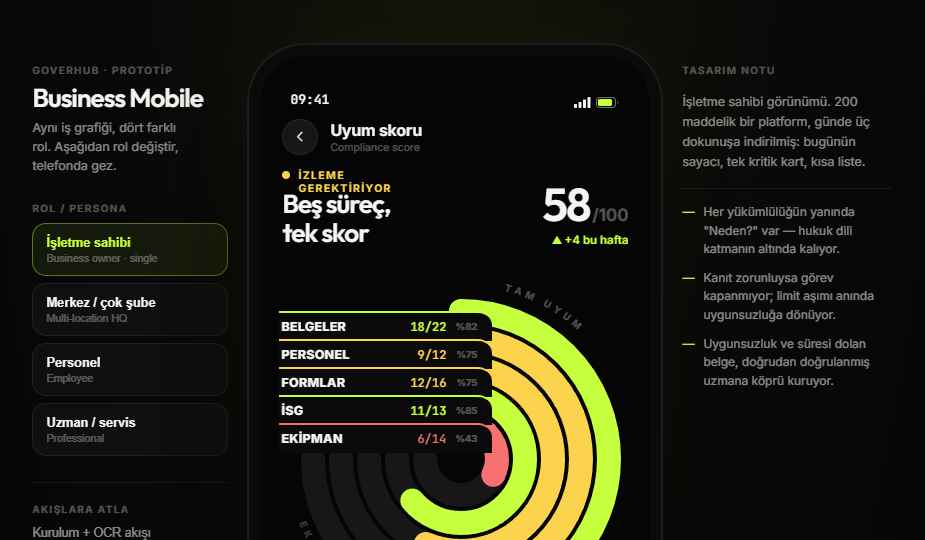 GOVERHUB · PROTOTİP
Business Mobile
Aynı iş grafiği, dört farklı
rol. Aşağıdan rol değiştir,
telefonda gez.
ROL / PERSONA
İşletme sahibi
Business owner · single
Merkez / çok şube
Multi-location HQ
Personel
Employee
Uzman / servis
Professional
AKIŞLARA ATLA
Kurulum + OCR akışı
09:41
Uyum skoru
Compliance score
İZLEME
GEREKTİRİYOR
Beş süreç,
tek skor
58/100
▲ +4 bu hafta
TAM UYUM
BELGELER 18/22 %82
PERSONEL 9/12 %75
FORMLAR 12/16 %75
İSG 11/13 %85
EKİPMAN 6/14 %43
EK
TASARIM NOTU
İşletme sahibi görünümü. 200
maddelik bir platform, günde üç
dokunuşa indirilmiş: bugünün
sayacı, tek kritik kart, kısa liste.
— Her yükümlülüğün yanında
"Neden?" var — hukuk dili
katmanın altında kalıyor.
— Kanıt zorunluysa görev
kapanmıyor; limit aşımı anında
uygunsuzluğa dönüyor.
— Uygunsuzluk ve süresi dolan
belge, doğrudan doğrulanmış
uzmana köprü kuruyor.